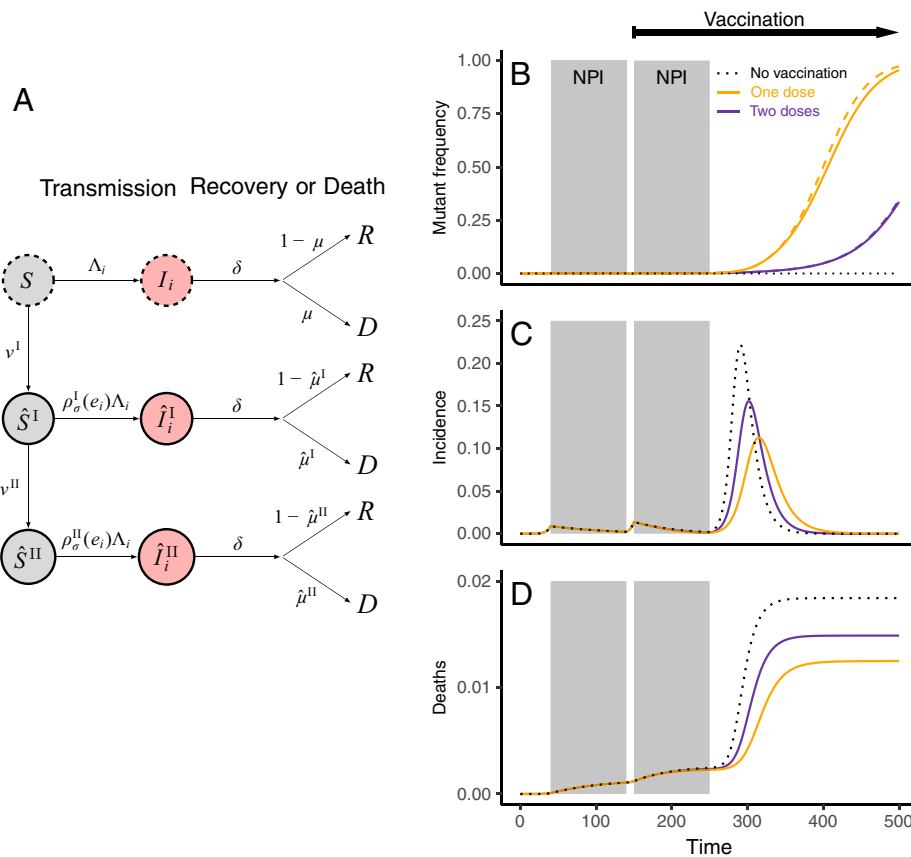 A
Transmission Recovery or Death
S
Λᵢ
Iᵢ
δ
1 − μ
R
μ
D
νᴵ
Ŝᴵ
ρσᴵ(eᵢ)Λᵢ
Îᵢᴵ
δ
1 − μ̂ᴵ
R
μ̂ᴵ
D
νᴵᴵ
Ŝᴵᴵ
ρσᴵᴵ(eᵢ)Λᵢ
Îᵢᴵᴵ
δ
1 − μ̂ᴵᴵ
R
μ̂ᴵᴵ
D
Vaccination
B
NPI
NPI
No vaccination
One dose
Two doses
Mutant frequency
1.00
0.75
0.50
0.25
0.00
C
Incidence
0.25
0.20
0.15
0.10
0.05
0.00
D
Deaths
0.02
0.01
0.00
0 100 200 300 400 500
Time